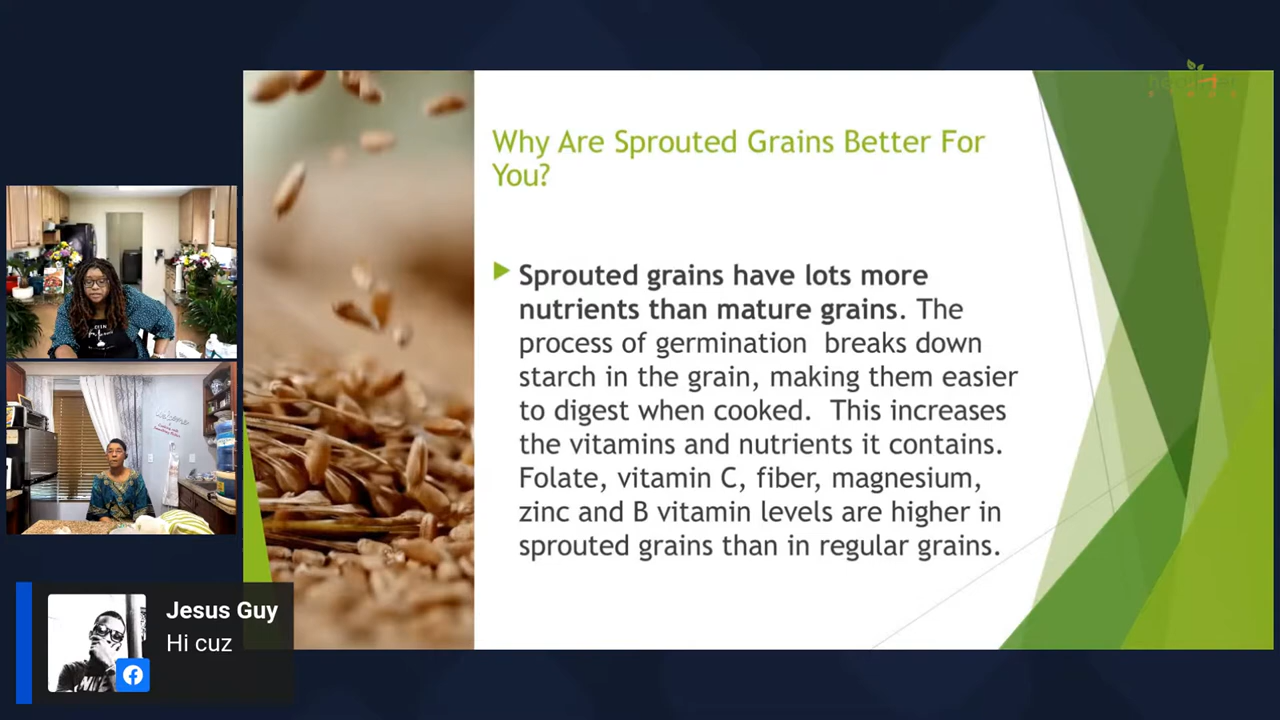 Why Are Sprouted Grains Better For
You?
Sprouted grains have lots more
nutrients than mature grains. The
process of germination breaks down
starch in the grain, making them easier
to digest when cooked. This increases
the vitamins and nutrients it contains.
Folate, vitamin C, fiber, magnesium,
zinc and B vitamin levels are higher in
sprouted grains than in regular grains.
Jesus Guy
Hi cuz